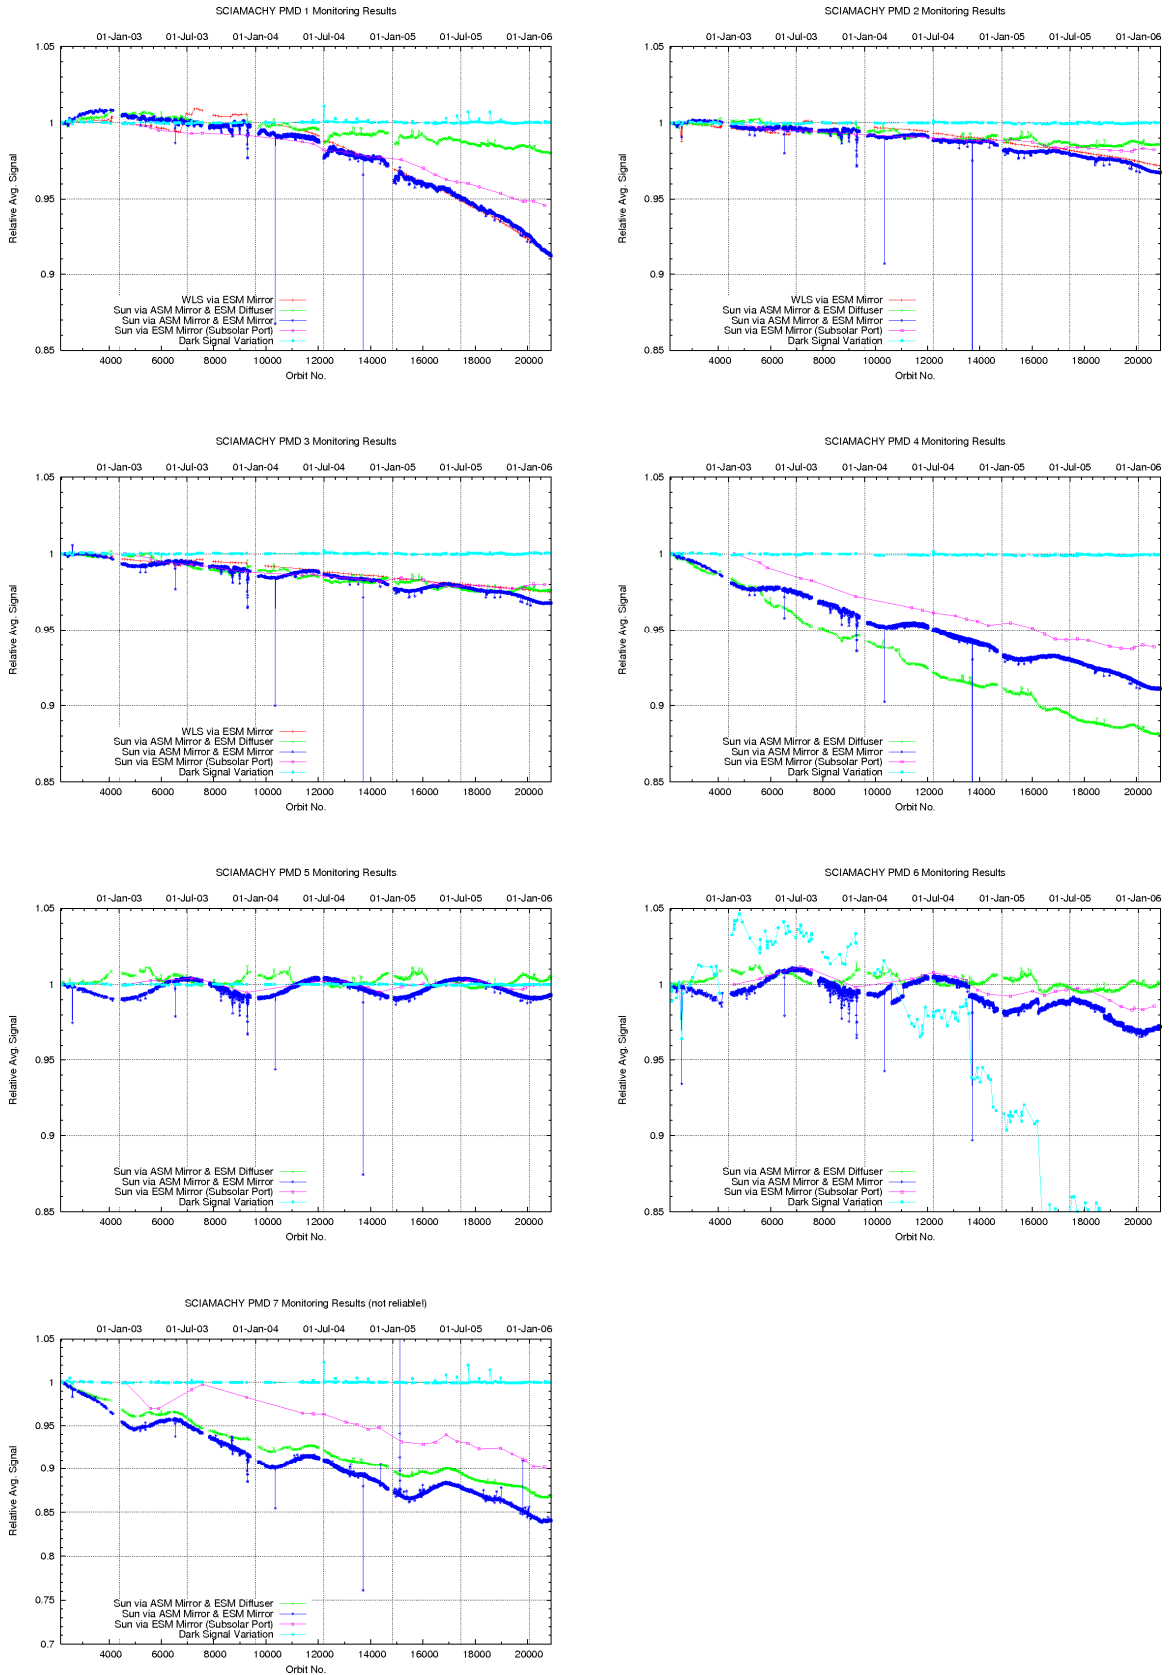 SCIAMACHY PMD 1 Monitoring Results
01-Jan-03 01-Jul-03 01-Jan-04 01-Jul-04 01-Jan-05 01-Jul-05 01-Jan-06
1.05
1
0.95
0.9
0.85
Relative Avg. Signal
WLS via ESM Mirror
Sun via ASM Mirror & ESM Diffuser
Sun via ASM Mirror & ESM Mirror
Sun via ESM Mirror (Subsolar Port)
Dark Signal Variation
4000 6000 8000 10000 12000 14000 16000 18000 20000
Orbit No.
SCIAMACHY PMD 2 Monitoring Results
01-Jan-03 01-Jul-03 01-Jan-04 01-Jul-04 01-Jan-05 01-Jul-05 01-Jan-06
1.05
1
0.95
0.9
0.85
Relative Avg. Signal
WLS via ESM Mirror
Sun via ASM Mirror & ESM Diffuser
Sun via ASM Mirror & ESM Mirror
Sun via ESM Mirror (Subsolar Port)
Dark Signal Variation
4000 6000 8000 10000 12000 14000 16000 18000 20000
Orbit No.
SCIAMACHY PMD 3 Monitoring Results
01-Jan-03 01-Jul-03 01-Jan-04 01-Jul-04 01-Jan-05 01-Jul-05 01-Jan-06
1.05
1
0.95
0.9
0.85
Relative Avg. Signal
WLS via ESM Mirror
Sun via ASM Mirror & ESM Diffuser
Sun via ASM Mirror & ESM Mirror
Sun via ESM Mirror (Subsolar Port)
Dark Signal Variation
4000 6000 8000 10000 12000 14000 16000 18000 20000
Orbit No.
SCIAMACHY PMD 4 Monitoring Results
01-Jan-03 01-Jul-03 01-Jan-04 01-Jul-04 01-Jan-05 01-Jul-05 01-Jan-06
1.05
1
0.95
0.9
0.85
Relative Avg. Signal
Sun via ASM Mirror & ESM Diffuser
Sun via ASM Mirror & ESM Mirror
Sun via ESM Mirror (Subsolar Port)
Dark Signal Variation
4000 6000 8000 10000 12000 14000 16000 18000 20000
Orbit No.
SCIAMACHY PMD 5 Monitoring Results
01-Jan-03 01-Jul-03 01-Jan-04 01-Jul-04 01-Jan-05 01-Jul-05 01-Jan-06
1.05
1
0.95
0.9
0.85
Relative Avg. Signal
Sun via ASM Mirror & ESM Diffuser
Sun via ASM Mirror & ESM Mirror
Sun via ESM Mirror (Subsolar Port)
Dark Signal Variation
4000 6000 8000 10000 12000 14000 16000 18000 20000
Orbit No.
SCIAMACHY PMD 6 Monitoring Results
01-Jan-03 01-Jul-03 01-Jan-04 01-Jul-04 01-Jan-05 01-Jul-05 01-Jan-06
1.05
1
0.95
0.9
0.85
Relative Avg. Signal
Sun via ASM Mirror & ESM Diffuser
Sun via ASM Mirror & ESM Mirror
Sun via ESM Mirror (Subsolar Port)
Dark Signal Variation
4000 6000 8000 10000 12000 14000 16000 18000 20000
Orbit No.
SCIAMACHY PMD 7 Monitoring Results (not reliable!)
01-Jan-03 01-Jul-03 01-Jan-04 01-Jul-04 01-Jan-05 01-Jul-05 01-Jan-06
1.05
1
0.95
0.9
0.85
0.8
0.75
0.7
Relative Avg. Signal
Sun via ASM Mirror & ESM Diffuser
Sun via ASM Mirror & ESM Mirror
Sun via ESM Mirror (Subsolar Port)
Dark Signal Variation
4000 6000 8000 10000 12000 14000 16000 18000 20000
Orbit No.